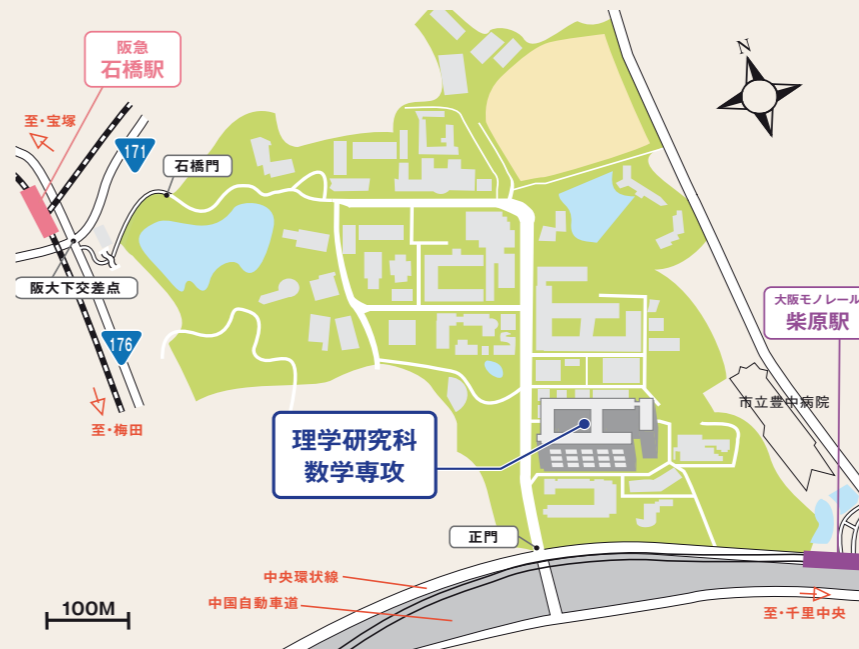 阪急
石橋駅
N
至・宝塚
171
石橋門
阪大下交差点
大阪モノレール
柴原駅
176
市立豊中病院
至・梅田
理学研究科
数学専攻
正門
中央環状線
中国自動車道
100M
至・千里中央